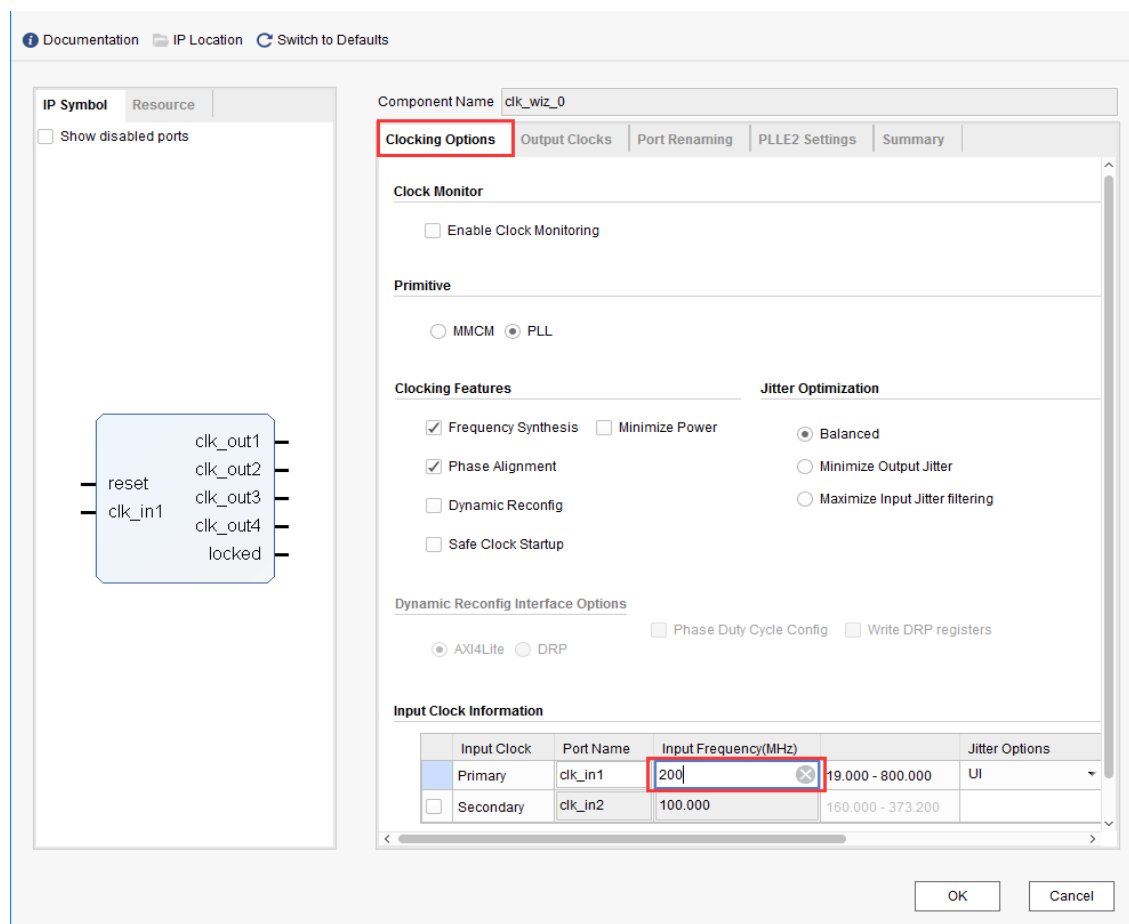 Documentation IP Location Switch to Defaults
IP Symbol Resource
Show disabled ports
reset
clk_in1
clk_out1
clk_out2
clk_out3
clk_out4
locked
Component Name clk_wiz_0
Clocking Options Output Clocks Port Renaming PLLE2 Settings Summary
Clock Monitor
Enable Clock Monitoring
Primitive
MMCM PLL
Clocking Features
Frequency Synthesis Minimize Power
Phase Alignment
Dynamic Reconfig
Safe Clock Startup
Jitter Optimization
Balanced
Minimize Output Jitter
Maximize Input Jitter filtering
Dynamic Reconfig Interface Options
AXI4Lite DRP
Phase Duty Cycle Config Write DRP registers
Input Clock Information
Input Clock Port Name Input Frequency(MHz) Jitter Options
Primary clk_in1 200 19.000 - 800.000 UI
Secondary clk_in2 100.000 160.000 - 373.200
OK Cancel